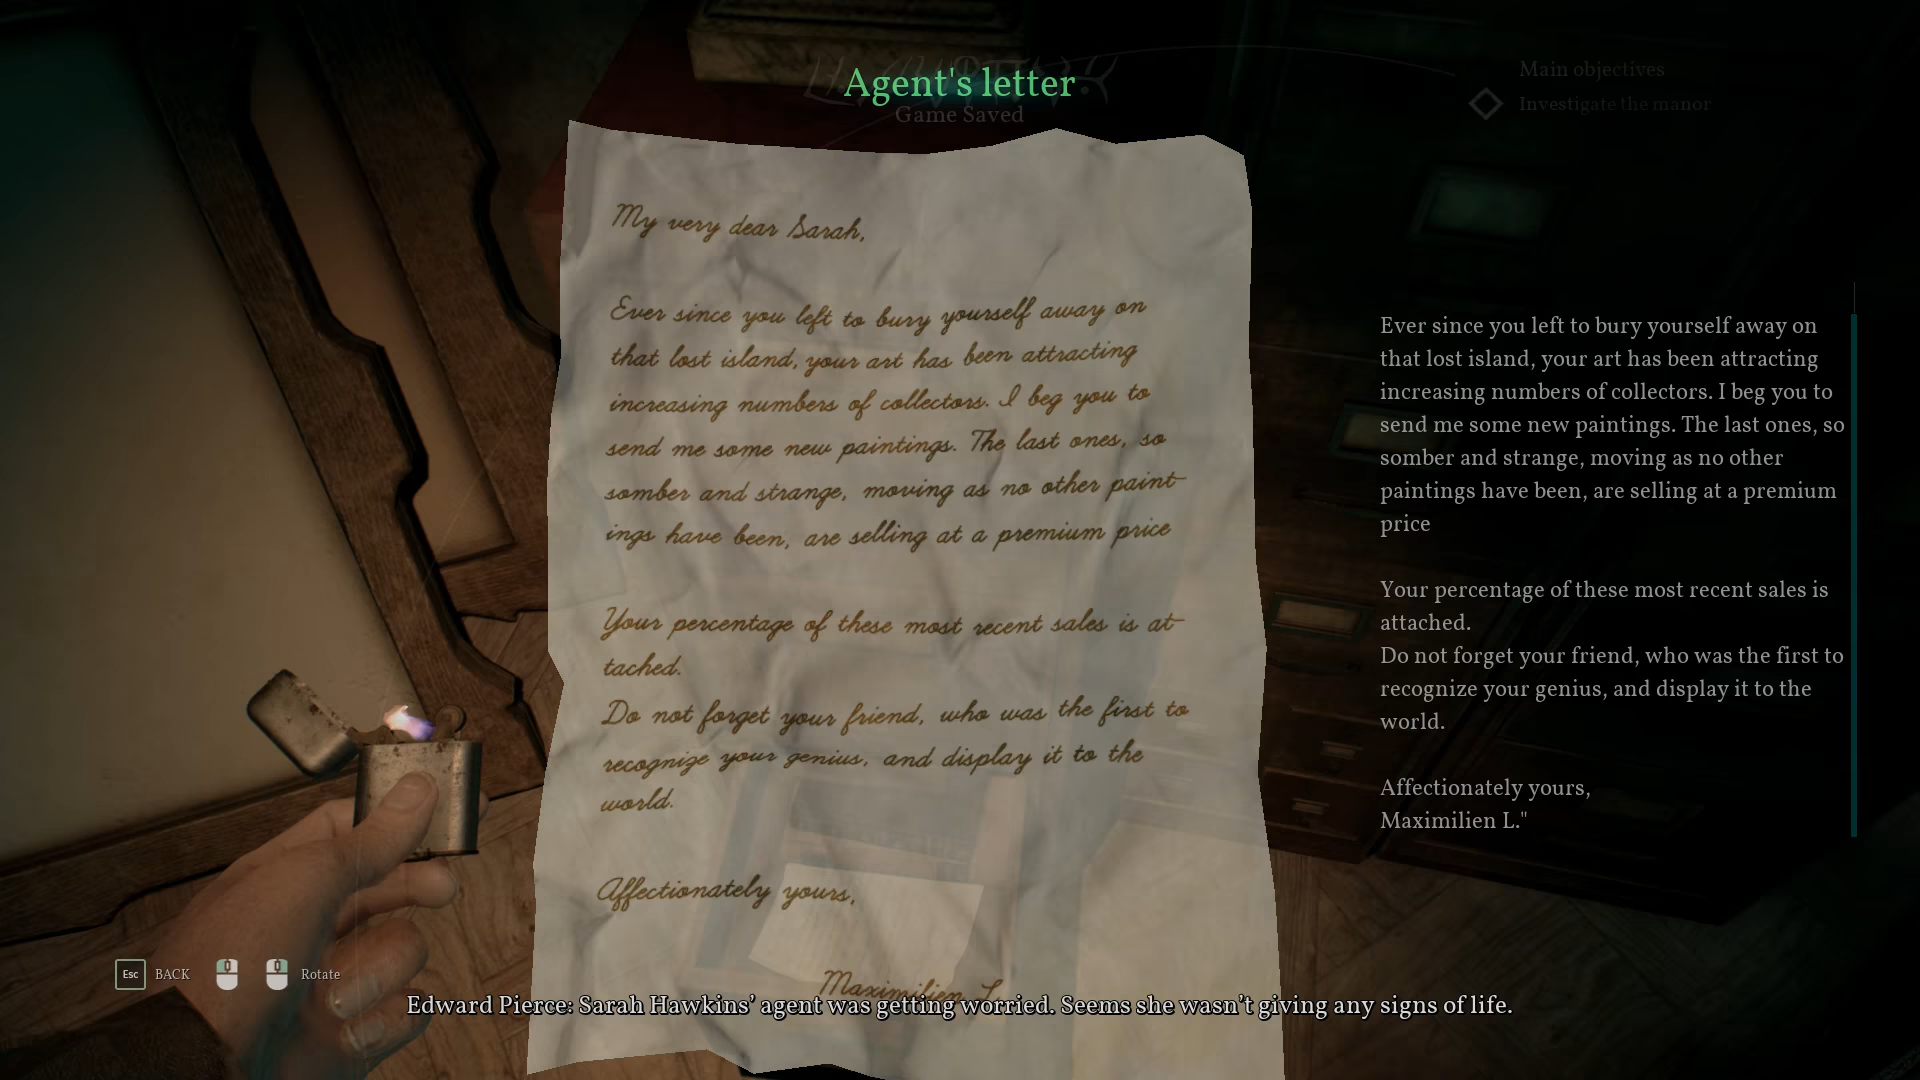 Agent's letter
Game Saved
Main objectives
Investigate the manor
My very dear Sarah,
Ever since you left to bury yourself away on
that lost island, your art has been attracting
increasing numbers of collectors. I beg you to
send me some new paintings. The last ones, so
somber and strange, moving as no other paint-
ings have been, are selling at a premium price
Your percentage of these most recent sales is at-
tached.
Do not forget your friend, who was the first to
recognize your genius, and display it to the
world.
Affectionately yours,
Maximilien L.
Ever since you left to bury yourself away on
that lost island, your art has been attracting
increasing numbers of collectors. I beg you to
send me some new paintings. The last ones, so
somber and strange, moving as no other
paintings have been, are selling at a premium
price
Your percentage of these most recent sales is
attached.
Do not forget your friend, who was the first to
recognize your genius, and display it to the
world.
Affectionately yours,
Maximilien L."
Esc BACK Rotate
Edward Pierce: Sarah Hawkins' agent was getting worried. Seems she wasn't giving any signs of life.